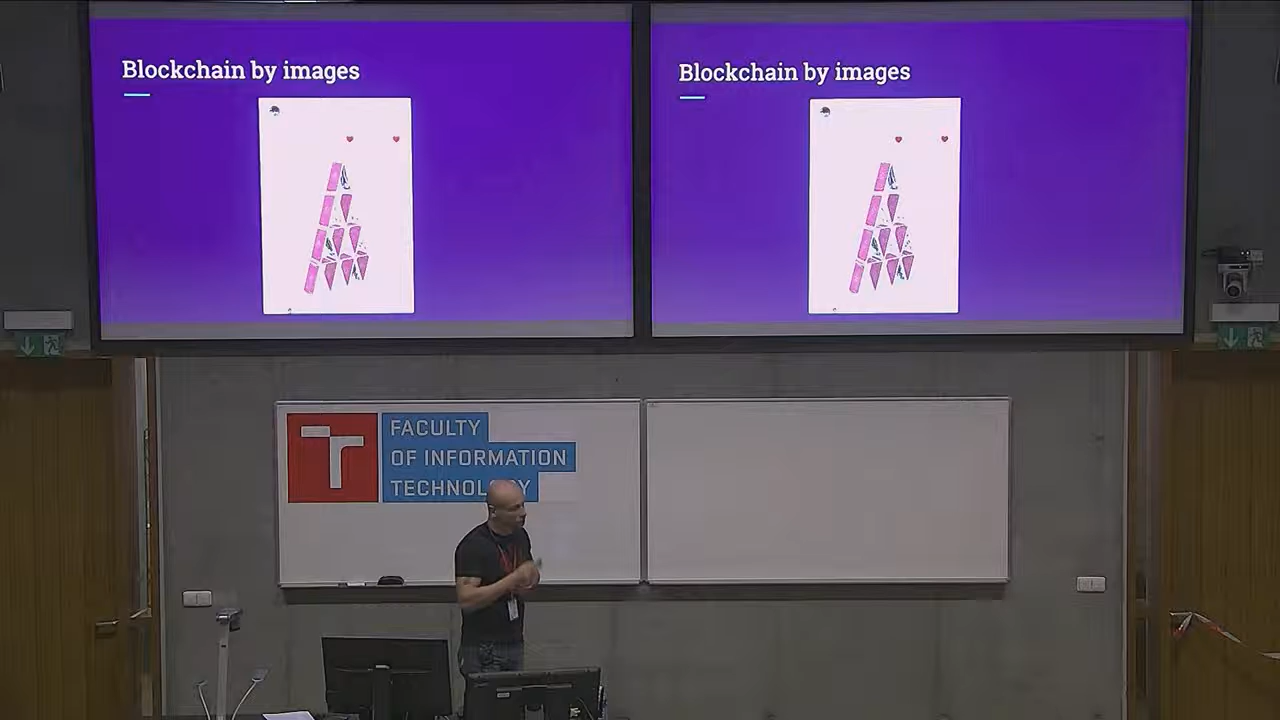 Blockchain by images
Blockchain by images
FACULTY
OF INFORMATION
TECHNOLOGY